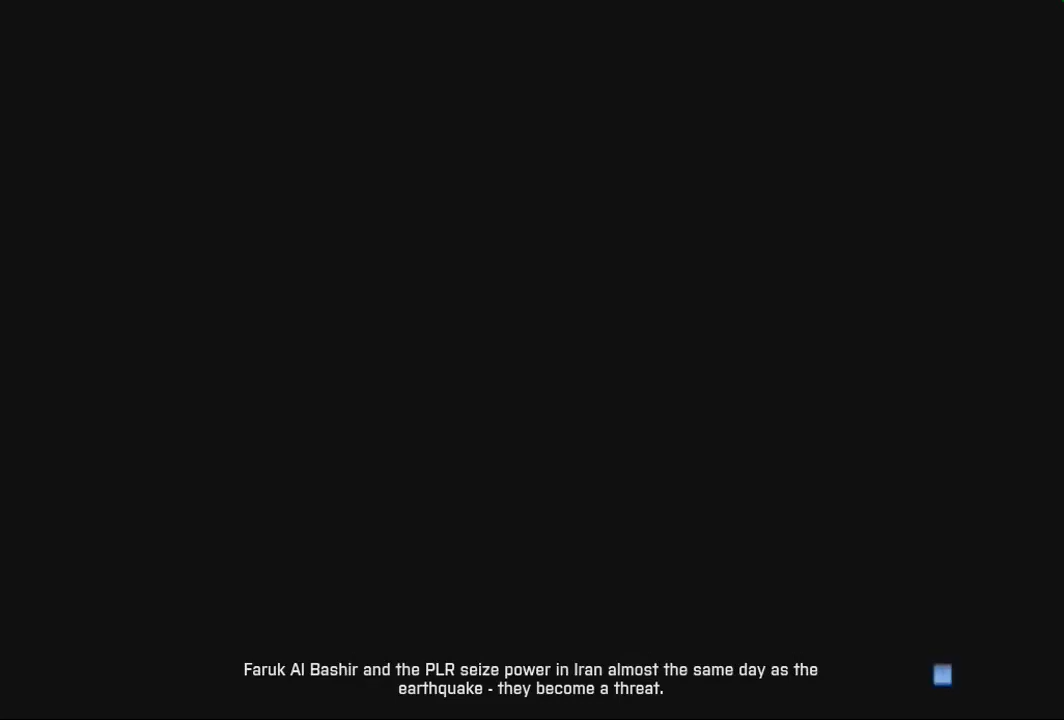 Faruk Al Bashir and the PLR seize power in Iran almost the same day as the
earthquake - they become a threat.